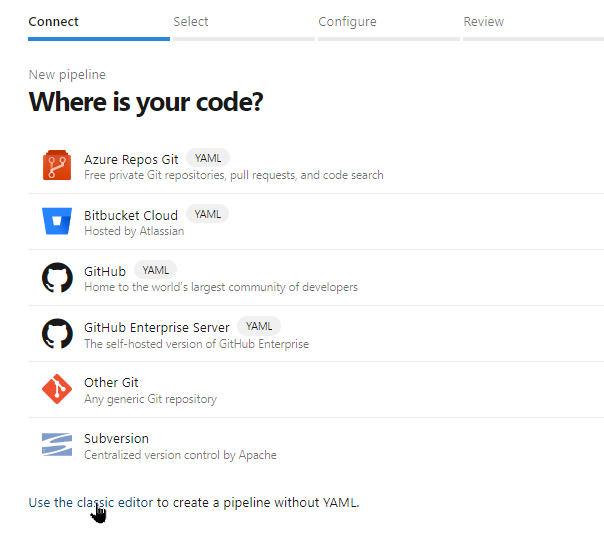 Connect
Select
Configure
Review
New pipeline
Where is your code?
Azure Repos Git YAML
Free private Git repositories, pull requests, and code search
Bitbucket Cloud YAML
Hosted by Atlassian
GitHub YAML
Home to the world's largest community of developers
GitHub Enterprise Server YAML
The self-hosted version of GitHub Enterprise
Other Git
Any generic Git repository
Subversion
Centralized version control by Apache
Use the classic editor to create a pipeline without YAML.